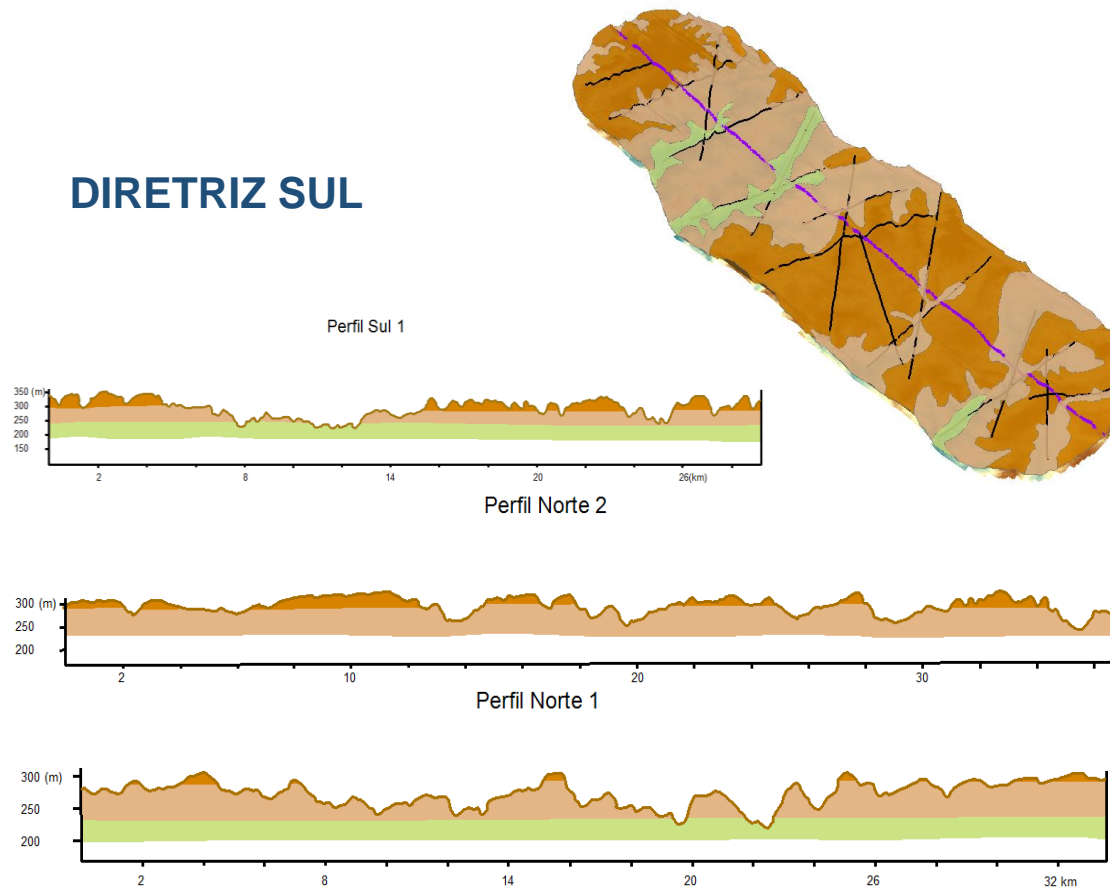 DIRETRIZ SUL
Perfil Sul 1
350 (m)
300
250
200
150
2 8 14 20 26(km)
Perfil Norte 2
300 (m)
250
200
2 10 20 30
Perfil Norte 1
300 (m)
250
200
2 8 14 20 26 32 km